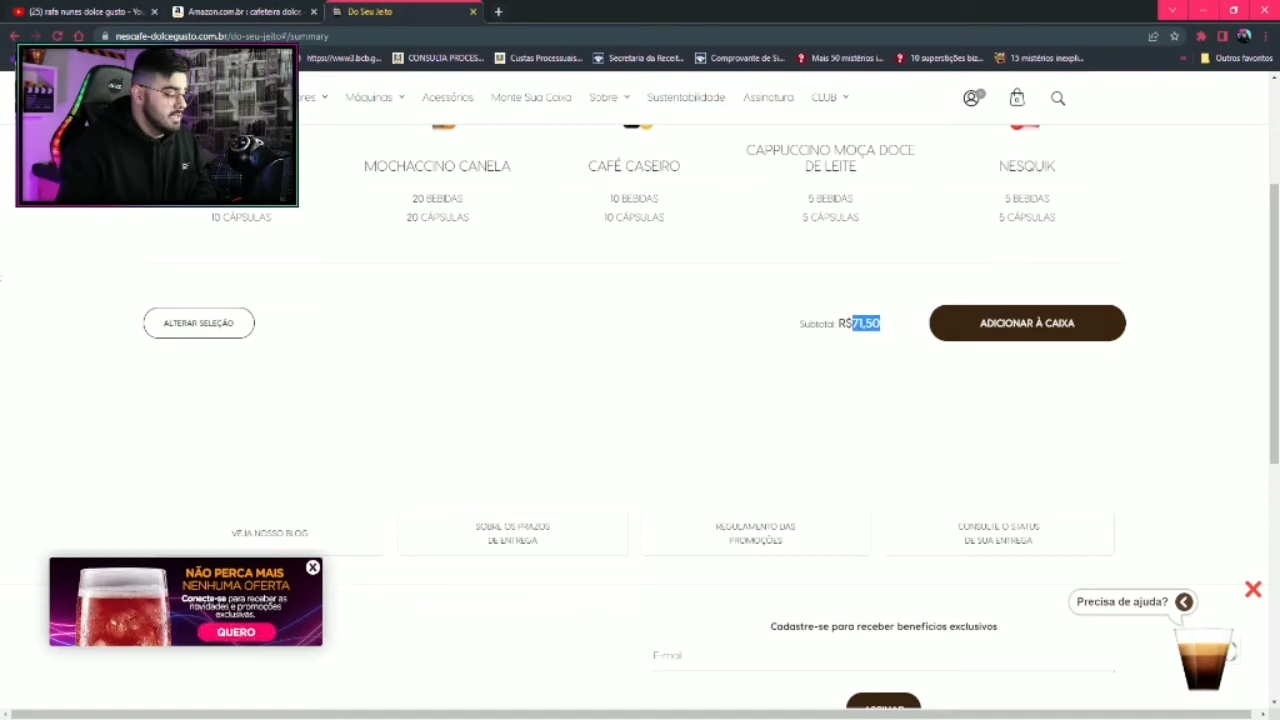 (25) rafa nunes dolce gusto - Yo
Amazon.com.br : cafeteira dolce
Do Seu Jeito
nescafe-dolcegusto.com.br/do-seu-jeito#/summary
https://www3.bcb.g...
CONSULTA PROCES...
Custas Processuais...
Secretaria da Receit...
Comprovante de Si...
Mais 50 mistérios i...
10 superstições biz...
13 mistérios inexpli...
Outros favoritos
Máquinas
Acessórios
Monte Sua Caixa
Sobre
Sustentabilidade
Assinatura
CLUB
MOCHACCINO CANELA
CAFÉ CASEIRO
CAPPUCCINO MOÇA DOCE
DE LEITE
NESQUIK
20 BEBIDAS
10 BEBIDAS
5 BEBIDAS
5 BEBIDAS
10 CÁPSULAS
20 CÁPSULAS
10 CÁPSULAS
5 CÁPSULAS
5 CÁPSULAS
ALTERAR SELEÇÃO
Subtotal: R$71,50
ADICIONAR À CAIXA
VEJA NOSSO BLOG
SOBRE OS PRAZOS
DE ENTREGA
REGULAMENTO DAS
PROMOÇÕES
CONSULTE O STATUS
DE SUA ENTREGA
NÃO PERCA MAIS
NENHUMA OFERTA
Conecte-se para receber as
novidades e promoções
exclusivas.
QUERO
Precisa de ajuda?
Cadastre-se para receber benefícios exclusivos
E-mail